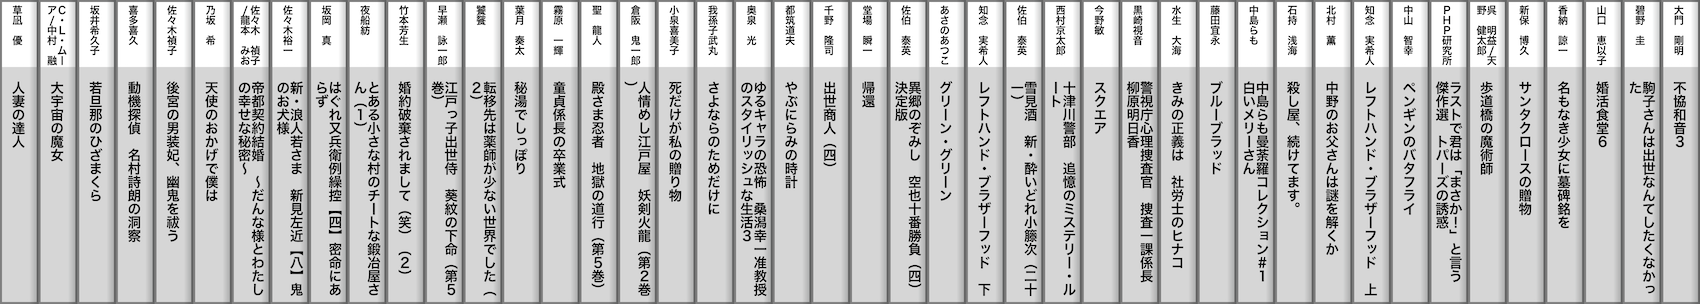 大門 剛明
不協和音3
碧野 圭
駒子さんは出世なんてしたくなかっ
た
山口 恵以子
婚活食堂6
香納 諒一
名もなき少女に墓碑銘を
新保 博久
サンタクロースの贈物
呉 明益/天
野 健太郎
歩道橋の魔術師
PHP研究所
ラストで君は「まさか!」と言う
傑作選 トパーズの誘惑
中山 智幸
ペンギンのバタフライ
知念 実希人
レフトハンド・ブラザーフッド 上
北村 薫
中野のお父さんは謎を解くか
石持 浅海
殺し屋、続けてます。
中島らも
中島らも曼荼羅コレクション#1
白いメリーさん
藤田宜永
ブルーブラッド
水生 大海
きみの正義は 社労士のヒナコ
黒崎視音
警視庁心理捜査官 捜査一課係長
柳原明日香
今野敏
スクエア
西村京太郎
十津川警部 追憶のミステリー・ル
ート
佐伯 泰英
雪見酒 新・酔いどれ小籐次(二十
一)
知念 実希人
レフトハンド・ブラザーフッド 下
あさのあつこ
グリーン・グリーン
佐伯 泰英
異郷のぞみし 空也十番勝負(四)
決定版
堂場 瞬一
帰還
千野 隆司
出世商人(四)
都筑道夫
やぶにらみの時計
奥泉 光
ゆるキャラの恐怖 桑潟幸一准教授
のスタイリッシュな生活3
我孫子武丸
さよならのためだけに
小泉喜美子
死だけが私の贈り物
倉阪 鬼一郎
人情めし江戸屋 妖剣火龍(第2巻
)
聖 龍人
殿さま忍者 地獄の道行(第5巻)
霧原 一輝
童貞係長の卒業式
葉月 奏太
秘湯でしっぽり
饕餮
転移先は薬師が少ない世界でした(
2)
早瀬 詠一郎
江戸っ子出世侍 葵紋の下命(第5
巻)
竹本芳生
婚約破棄されまして(笑)(2)
夜船紡
とある小さな村のチートな鍛冶屋さ
ん(1)
坂岡 真
はぐれ又兵衛例繰控【四】密命にあ
らず
佐々木裕一
新・浪人若さま 新見左近【八】鬼
のお犬様
佐々木 禎子
/龍本 みお
帝都契約結婚 ~だんな様とわたし
の幸せな秘密~
乃坂 希
天使のおかげで僕は
佐々木禎子
後宮の男装妃、幽鬼を祓う
喜多喜久
動機探偵 名村詩朗の洞察
坂井希久子
若旦那のひざまくら
C・L・ムー
ア/中村 融
大宇宙の魔女
草凪 優
人妻の達人